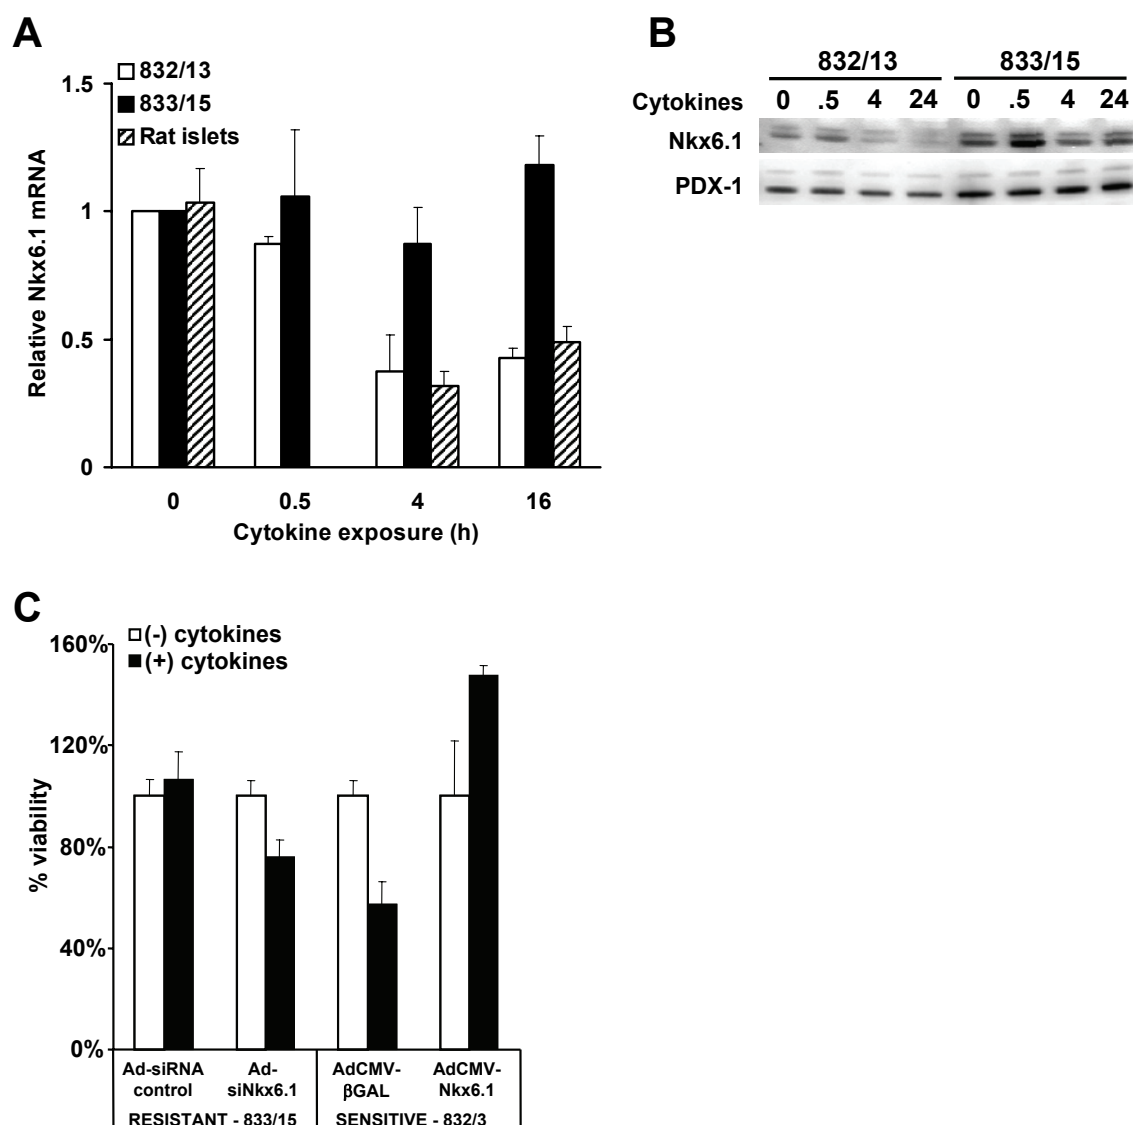 A
1.5
832/13
833/15
Rat islets
1
0.5
0
Relative Nkx6.1 mRNA
0 0.5 4 16
Cytokine exposure (h)
B
832/13 833/15
Cytokines 0 .5 4 24 0 .5 4 24
Nkx6.1
PDX-1
C
160%
(-) cytokines
(+) cytokines
120%
80%
40%
0%
% viability
Ad-siRNA control
Ad-siNkx6.1
AdCMV-βGAL
AdCMV-Nkx6.1
RESISTANT - 833/15 SENSITIVE - 832/3